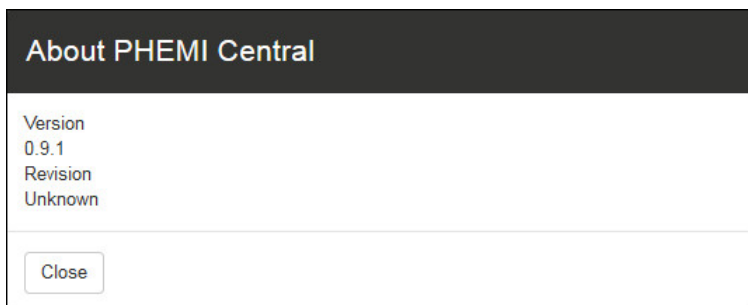 About PHEMI Central
Version
0.9.1
Revision
Unknown
Close